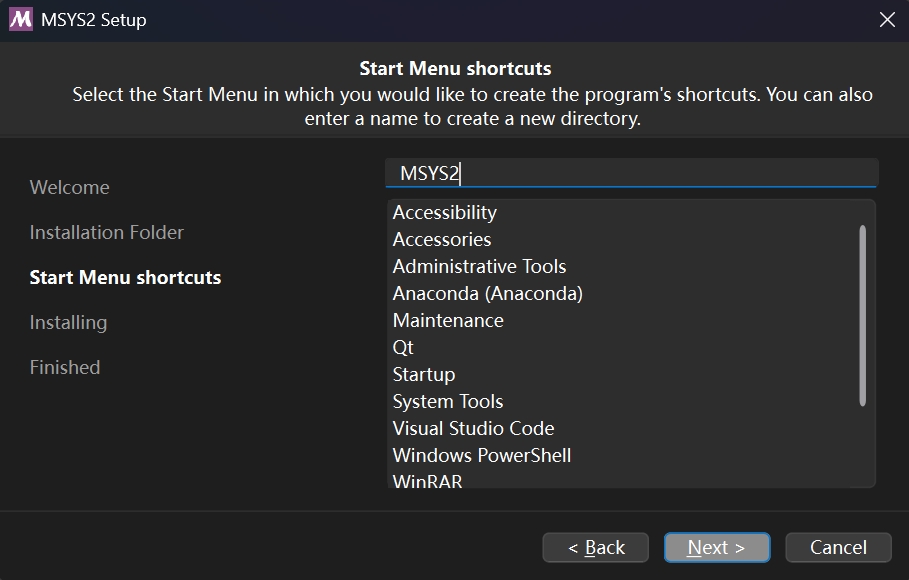 MSYS2 Setup
Start Menu shortcuts
Select the Start Menu in which you would like to create the program's shortcuts. You can also
enter a name to create a new directory.
Welcome
Installation Folder
Start Menu shortcuts
Installing
Finished
MSYS2
Accessibility
Accessories
Administrative Tools
Anaconda (Anaconda)
Maintenance
Qt
Startup
System Tools
Visual Studio Code
Windows PowerShell
WinRAR
< Back
Next >
Cancel